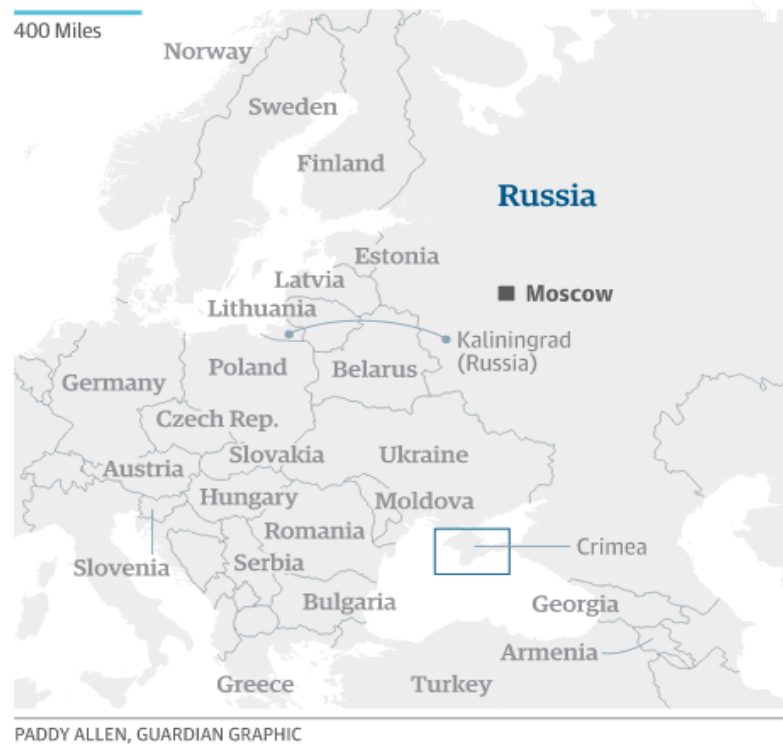 400 Miles
Norway
Sweden
Finland
Russia
Estonia
Latvia
Moscow
Lithuania
Kaliningrad
(Russia)
Poland
Belarus
Germany
Czech Rep.
Slovakia
Ukraine
Austria
Hungary
Moldova
Romania
Crimea
Slovenia
Serbia
Bulgaria
Georgia
Armenia
Greece
Turkey
PADDY ALLEN, GUARDIAN GRAPHIC